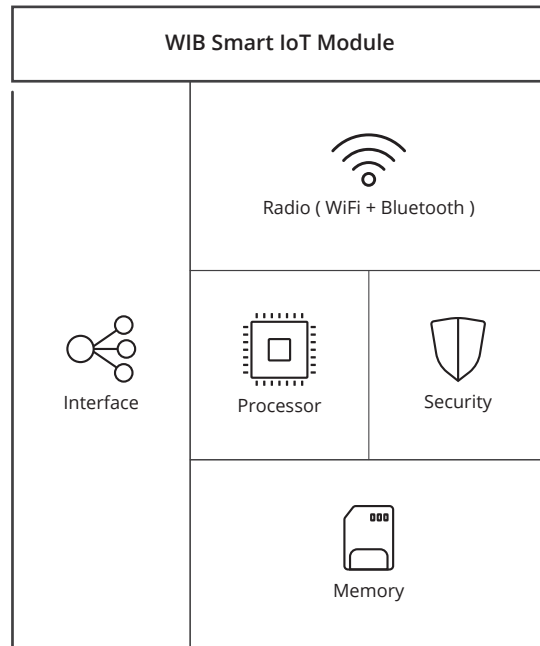 WIB Smart IoT Module
Radio ( WiFi + Bluetooth )
Interface
Processor
Security
Memory